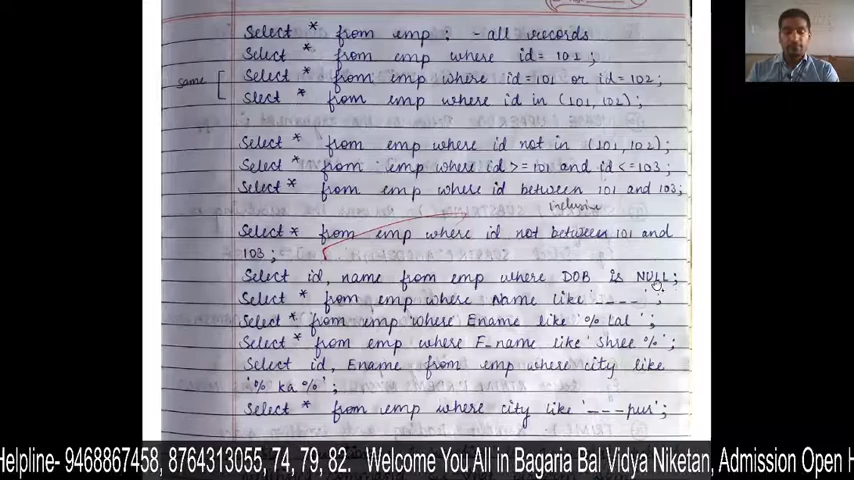 Select * from emp ; - all records
Select * from emp where id = 101 ;
Select * from emp where id=101 or id=102 ;
same
Slect * from emp where id in (101, 102) ;
Select * from emp where id not in (101, 102) ;
Select * from emp where id >= 101 and id <= 103 ;
Select * from emp where id between 101 and 103 ;
inclusive
Select * from emp where id not between 101 and
103 ;
Select id, name from emp where DOB is NULL ;
Select * from emp where Name like '____' ;
Select * from emp where Ename like '% lal' ;
Select * from emp where E_name like 'Shree %' ;
Select id, Ename from emp where city like
'% ka %' ;
Select * from emp where city like '___pur' ;
Helpline- 9468867458, 8764313055, 74, 79, 82. Welcome You All in Bagaria Bal Vidya Niketan, Admission Open H